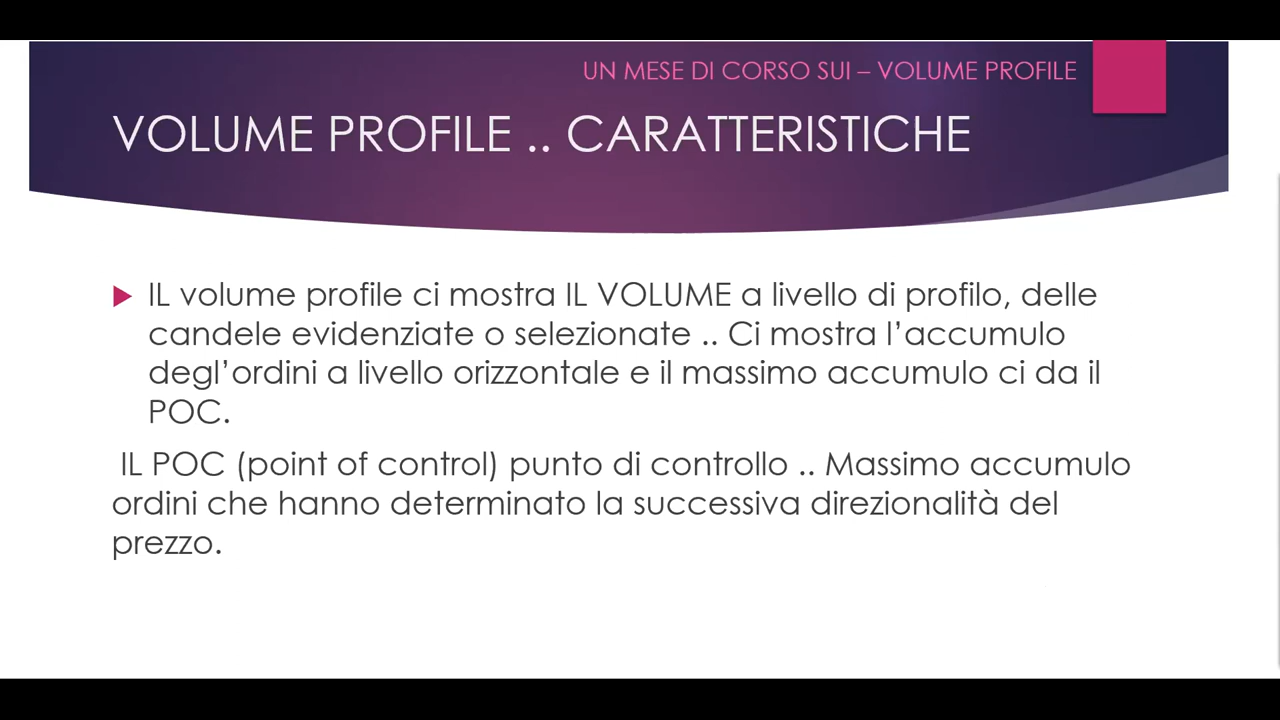 UN MESE DI CORSO SUI – VOLUME PROFILE
VOLUME PROFILE .. CARATTERISTICHE
IL volume profile ci mostra IL VOLUME a livello di profilo, delle
candele evidenziate o selezionate .. Ci mostra l’accumulo
degl’ordini a livello orizzontale e il massimo accumulo ci da il
POC.
IL POC (point of control) punto di controllo .. Massimo accumulo
ordini che hanno determinato la successiva direzionalità del
prezzo.